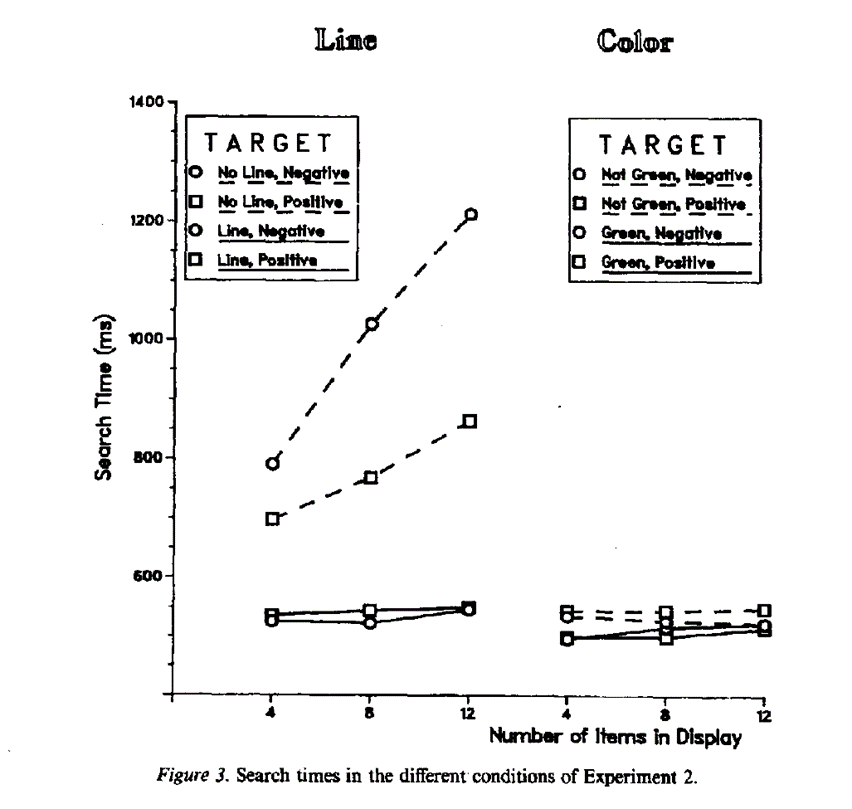 Line Color
1400
TARGET
No Line, Negative
No Line, Positive
Line, Negative
Line, Positive
TARGET
Not Green, Negative
Not Green, Positive
Green, Negative
Green, Positive
1200
1000
800
600
Search Time (ms)
4 8 12 4 8 12
Number of Items in Display
Figure 3. Search times in the different conditions of Experiment 2.